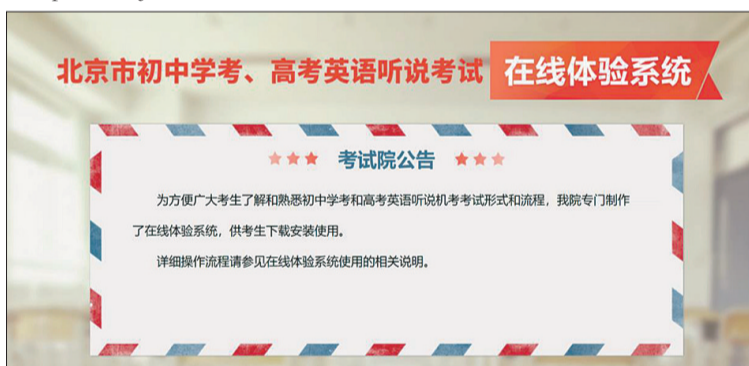 北京市初中学考、高考英语听说考试 在线体验系统
考试院公告
为方便广大考生了解和熟悉初中学考和高考英语听说机考考试形式和流程，我院专门制作
了在线体验系统，供考生下载安装使用。
详细操作流程请参见在线体验系统使用的相关说明。